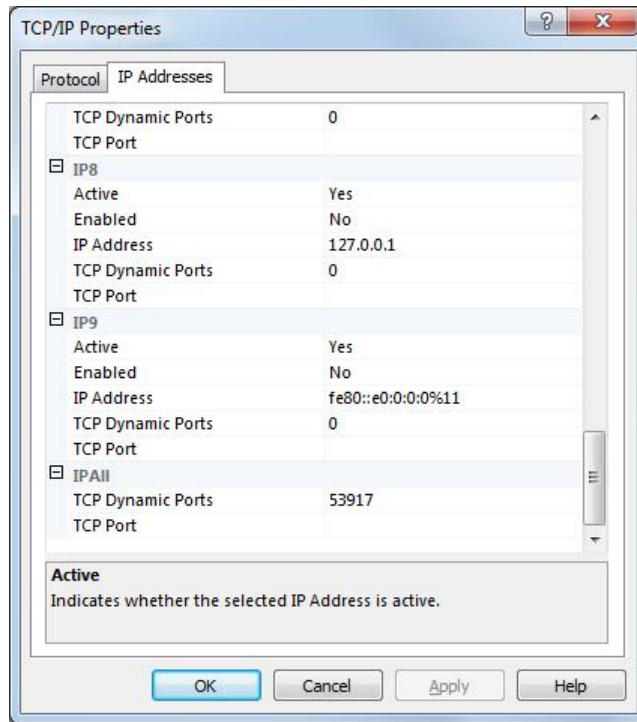 TCP/IP Properties
Protocol IP Addresses
TCP Dynamic Ports 0
TCP Port
IP8
Active Yes
Enabled No
IP Address 127.0.0.1
TCP Dynamic Ports 0
TCP Port
IP9
Active Yes
Enabled No
IP Address fe80::e0:0:0:0%11
TCP Dynamic Ports 0
TCP Port
IPAll
TCP Dynamic Ports 53917
TCP Port
Active
Indicates whether the selected IP Address is active.
OK Cancel Apply Help